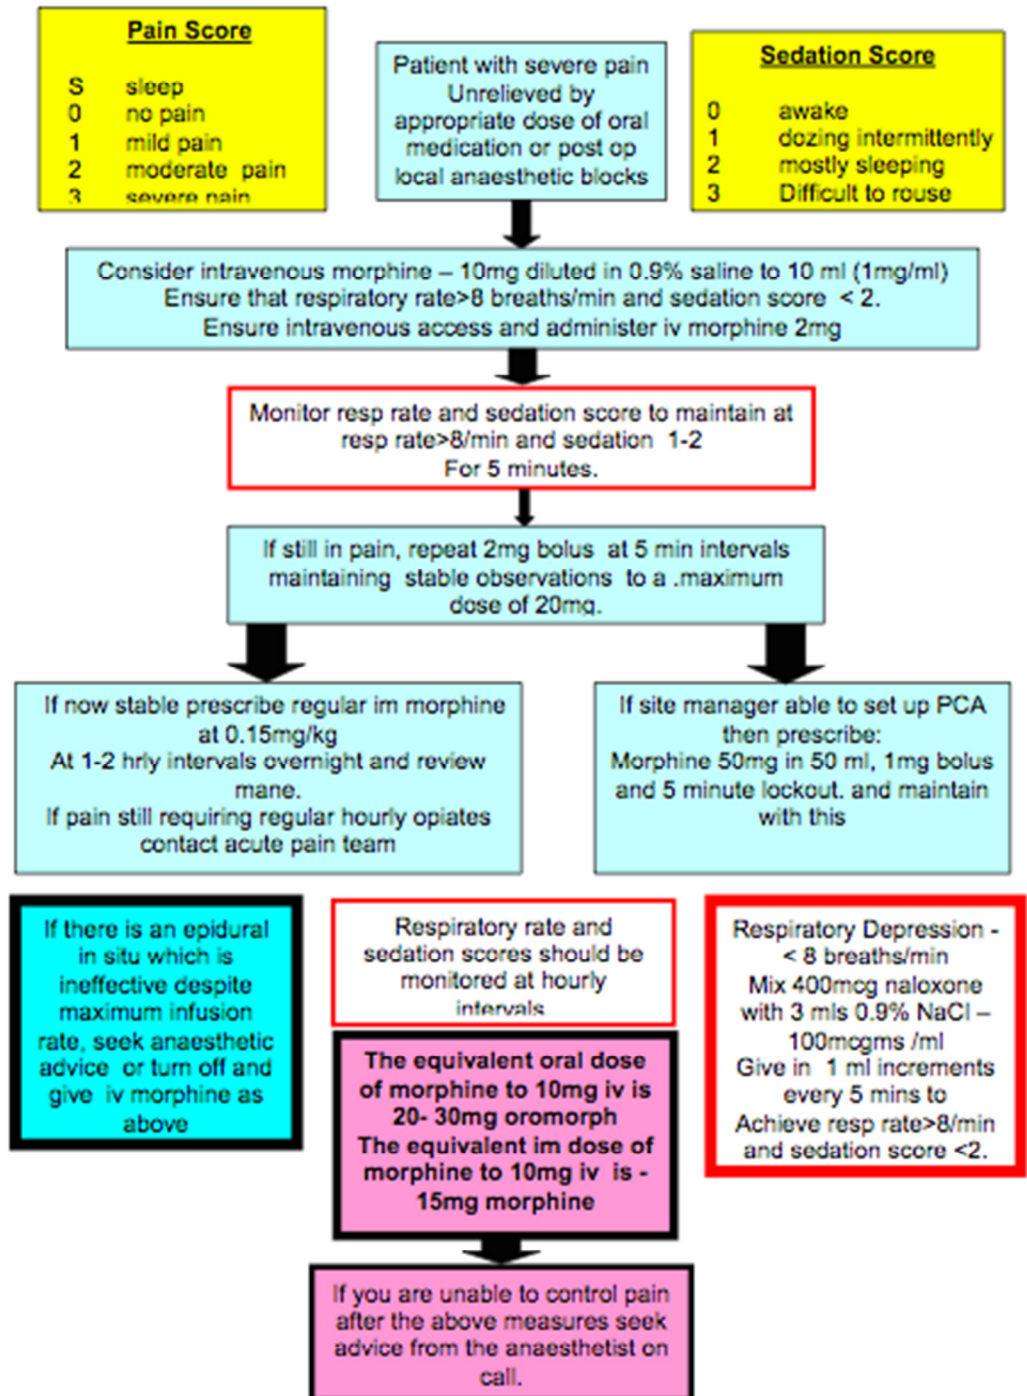 Pain Score
S sleep
0 no pain
1 mild pain
2 moderate pain
3 severe pain
Patient with severe pain
Unrelieved by
appropriate dose of oral
medication or post op
local anaesthetic blocks
Sedation Score
0 awake
1 dozing intermittently
2 mostly sleeping
3 Difficult to rouse
Consider intravenous morphine – 10mg diluted in 0.9% saline to 10 ml (1mg/ml)
Ensure that respiratory rate>8 breaths/min and sedation score < 2.
Ensure intravenous access and administer iv morphine 2mg
Monitor resp rate and sedation score to maintain at
resp rate>8/min and sedation 1-2
For 5 minutes.
If still in pain, repeat 2mg bolus at 5 min intervals
maintaining stable observations to a .maximum
dose of 20mg.
If now stable prescribe regular im morphine
at 0.15mg/kg
At 1-2 hrly intervals overnight and review
mane.
If pain still requiring regular hourly opiates
contact acute pain team
If site manager able to set up PCA
then prescribe:
Morphine 50mg in 50 ml, 1mg bolus
and 5 minute lockout. and maintain
with this
If there is an epidural
in situ which is
ineffective despite
maximum infusion
rate, seek anaesthetic
advice or turn off and
give iv morphine as
above
Respiratory rate and
sedation scores should be
monitored at hourly
intervals
Respiratory Depression -
< 8 breaths/min
Mix 400mcg naloxone
with 3 mls 0.9% NaCl –
100mcgms /ml
Give in 1 ml increments
every 5 mins to
Achieve resp rate>8/min
and sedation score <2.
The equivalent oral dose
of morphine to 10mg iv is
20- 30mg oromorph
The equivalent im dose of
morphine to 10mg iv is -
15mg morphine
If you are unable to control pain
after the above measures seek
advice from the anaesthetist on
call.